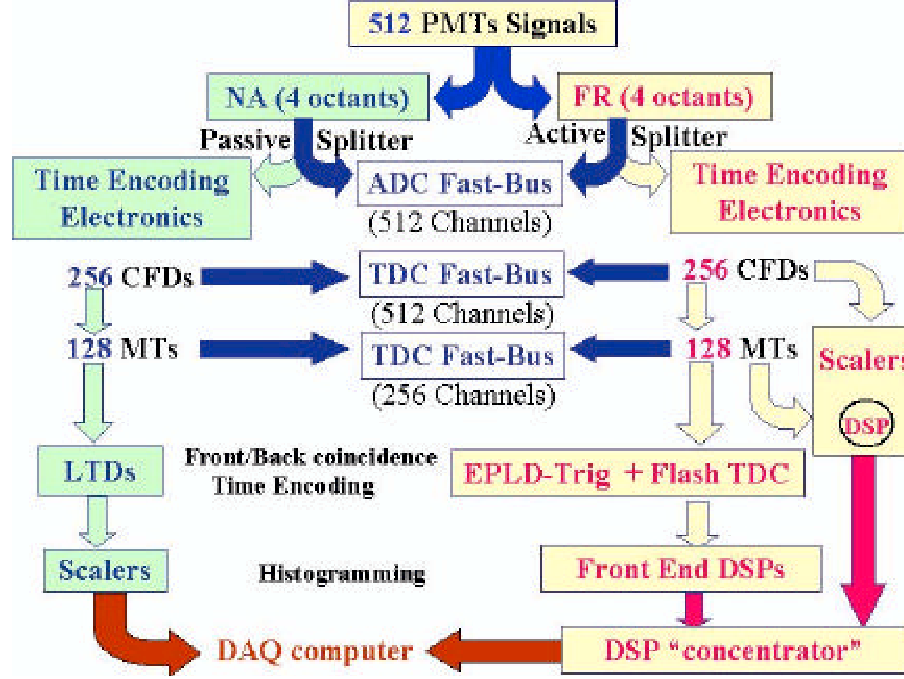 512 PMTs Signals
NA (4 octants)
FR (4 octants)
Passive Splitter
Active Splitter
Time Encoding
Electronics
ADC Fast-Bus
(512 Channels)
Time Encoding
Electronics
256 CFDs
TDC Fast-Bus
(512 Channels)
256 CFDs
128 MTs
TDC Fast-Bus
(256 Channels)
128 MTs
Scalers
DSP
LTDs
Front/Back coincidence
Time Encoding
EPLD-Trig + Flash TDC
Scalers
Histogramming
Front End DSPs
DAQ computer
DSP “concentrator”